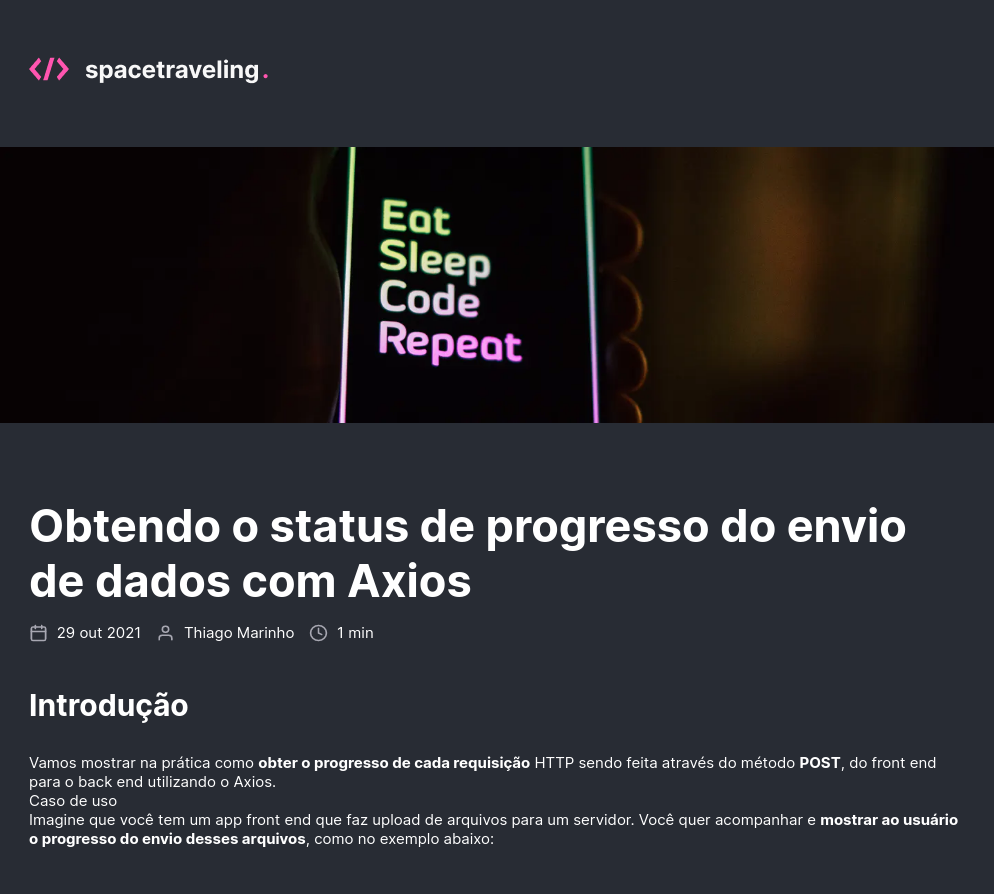 </> spacetraveling.
Eat
Sleep
Code
Repeat
Obtendo o status de progresso do envio
de dados com Axios
29 out 2021 Thiago Marinho 1 min
Introdução
Vamos mostrar na prática como obter o progresso de cada requisição HTTP sendo feita através do método POST, do front end
para o back end utilizando o Axios.
Caso de uso
Imagine que você tem um app front end que faz upload de arquivos para um servidor. Você quer acompanhar e mostrar ao usuário
o progresso do envio desses arquivos, como no exemplo abaixo: